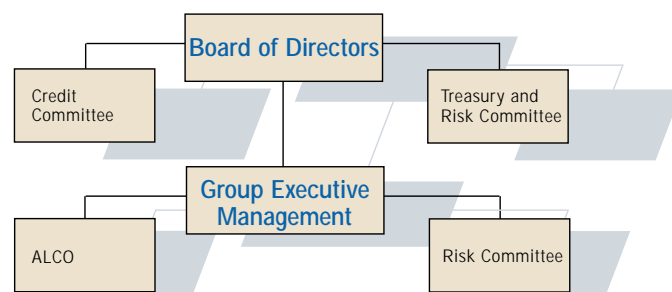 Board of Directors
Credit
Committee
Treasury and
Risk Committee
Group Executive
Management
ALCO
Risk Committee